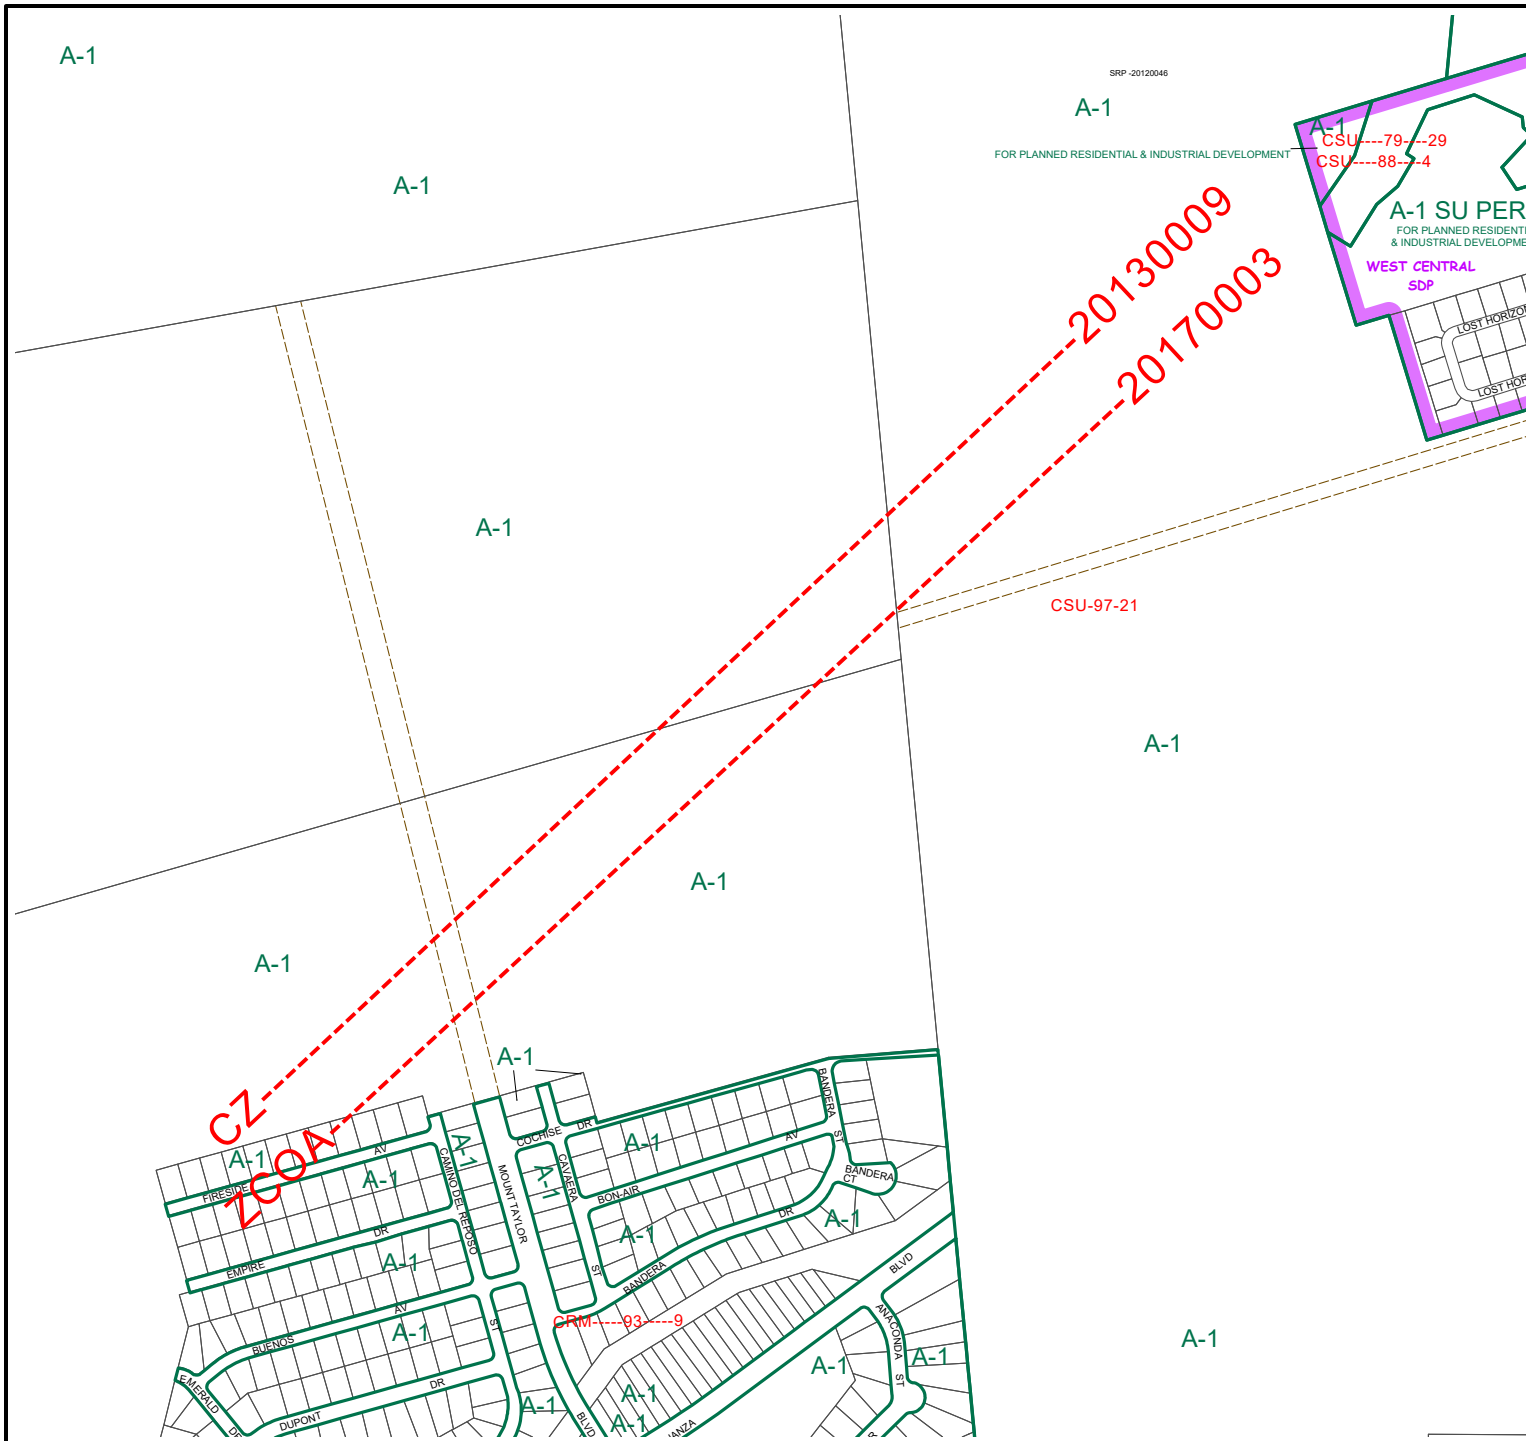 A-1
SRP -20120046
A-1
A-1
CSU----79----29
FOR PLANNED RESIDENTIAL & INDUSTRIAL DEVELOPMENT
CSU----88----4
A-1
A-1 SU PER
FOR PLANNED RESIDENTI
& INDUSTRIAL DEVELOPME
WEST CENTRAL
SDP
20130009
20170003
LOST HORIZO
LOST HOR
A-1
CSU-97-21
A-1
A-1
A-1
A-1
CZ
ZCOA
A-1
FIRESIDE AV
A-1
A-1
CAMINO DEL REPOSO ST
MOUNT TAYLOR BLVD
COCHISE DR
A-1
CAVAERA ST
A-1
BANDERA ST
BON-AIR AV
BANDERA
CT
A-1
A-1
BANDERA DR
EMPIRE DR
A-1
BUENOS AV
A-1
CRM-----93-----9
BLVD
ANACONDA ST
A-1
A-1
A-1
EMERALD DR
DUPONT DR
A-1
A-1
A-1
ANZA
A-1